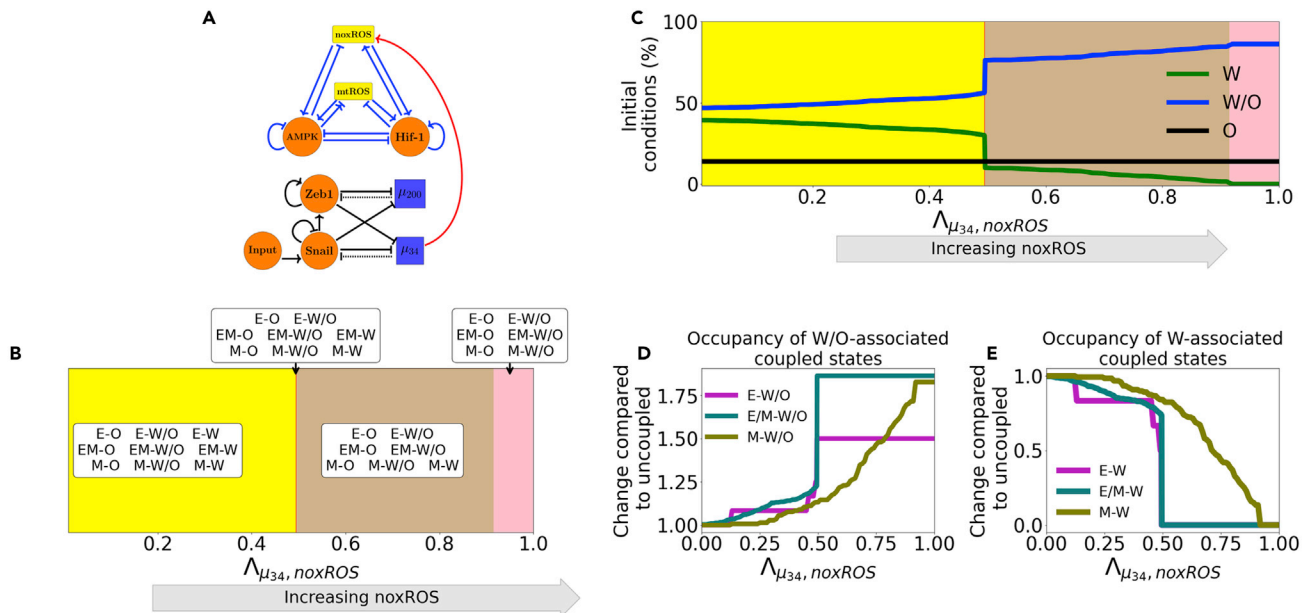 A
noxROS
mtROS
AMPK
Hif-1
Zeb1
μ200
Input
Snail
μ34
C
Initial
conditions (%)
100
50
0
W
W/O
O
0.2
0.4
0.6
0.8
1.0
Λμ34, noxROS
Increasing noxROS
B
E-O E-W/O
EM-O EM-W/O EM-W
M-O M-W/O M-W
E-O E-W/O
EM-O EM-W/O
M-O M-W/O
E-O E-W/O E-W
EM-O EM-W/O EM-W
M-O M-W/O M-W
E-O E-W/O
EM-O EM-W/O
M-O M-W/O M-W
0.2
0.4
0.6
0.8
1.0
Λμ34, noxROS
Increasing noxROS
D
Occupancy of W/O-associated
coupled states
Change compared
to uncoupled
1.75
1.50
1.25
1.00
E-W/O
E/M-W/O
M-W/O
0.00
0.25
0.50
0.75
1.00
Λμ34, noxROS
E
Occupancy of W-associated
coupled states
Change compared
to uncoupled
1.0
0.5
0.0
E-W
E/M-W
M-W
0.00
0.25
0.50
0.75
1.00
Λμ34, noxROS